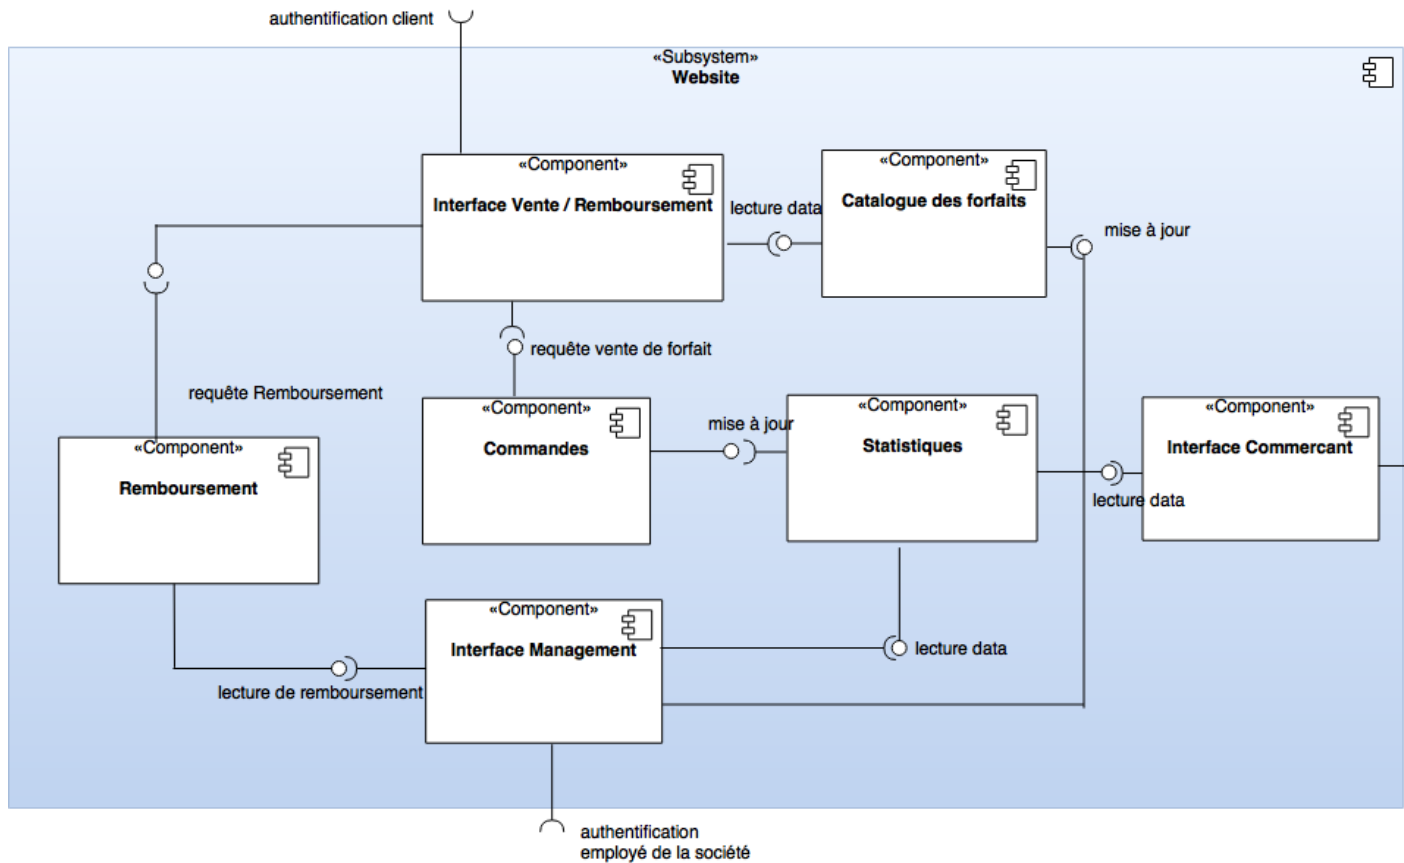 authentification client
«Subsystem»
Website
«Component»
Interface Vente / Remboursement
lecture data
«Component»
Catalogue des forfaits
mise à jour
requête vente de forfait
requête Remboursement
«Component»
Remboursement
«Component»
Commandes
mise à jour
«Component»
Statistiques
«Component»
Interface Commercant
lecture data
«Component»
Interface Management
lecture data
lecture de remboursement
authentification
employé de la société